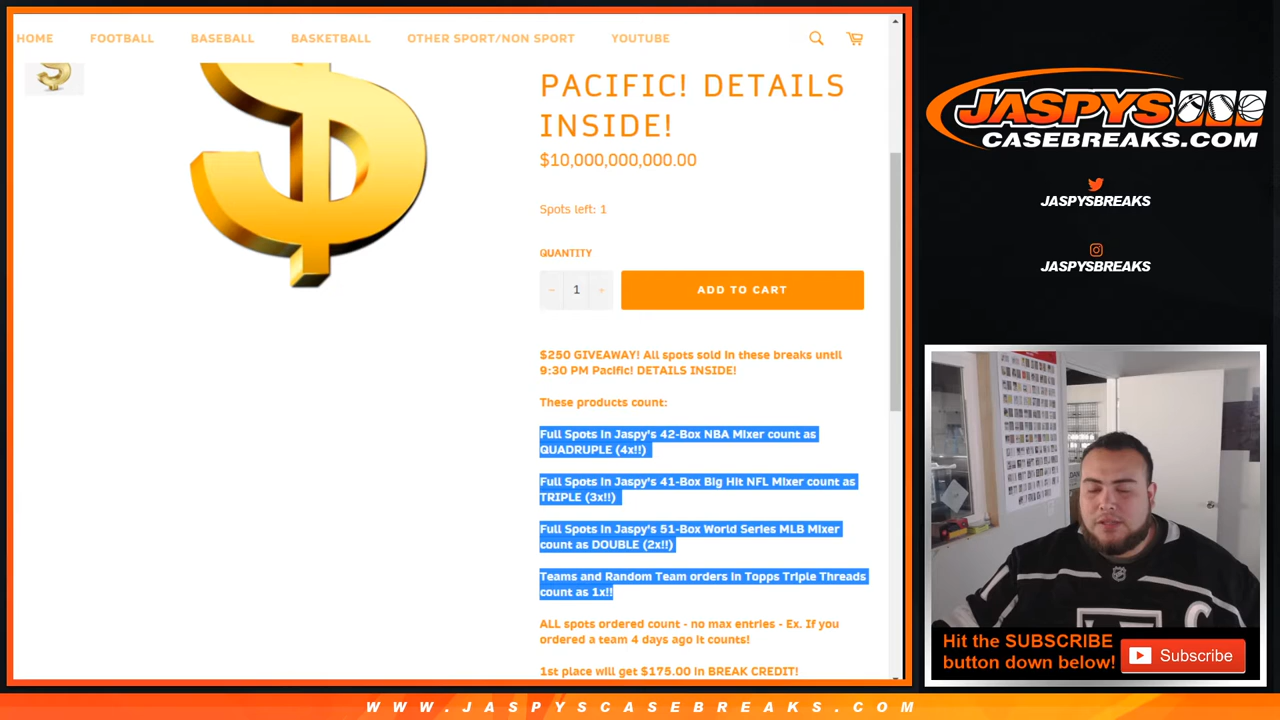 HOME FOOTBALL BASEBALL BASKETBALL OTHER SPORT/NON SPORT YOUTUBE
PACIFIC! DETAILS
INSIDE!
$10,000,000,000.00
Spots left: 1
QUANTITY
− 1 +
ADD TO CART
$250 GIVEAWAY! All spots sold in these breaks until
9:30 PM Pacific! DETAILS INSIDE!
These products count:
Full Spots in Jaspy's 42-Box NBA Mixer count as
QUADRUPLE (4x!!)
Full Spots in Jaspy's 41-Box Big Hit NFL Mixer count as
TRIPLE (3x!!)
Full Spots in Jaspy's 51-Box World Series MLB Mixer
count as DOUBLE (2x!!)
Teams and Random Team orders in Topps Triple Threads
count as 1x!!
ALL spots ordered count - no max entries - Ex. If you
ordered a team 4 days ago it counts!
1st place will get $175.00 in BREAK CREDIT!
JASPYS
CASEBREAKS.COM
JASPYSBREAKS
JASPYSBREAKS
Hit the SUBSCRIBE
button down below!
Subscribe
WWW.JASPYSCASEBREAKS.COM